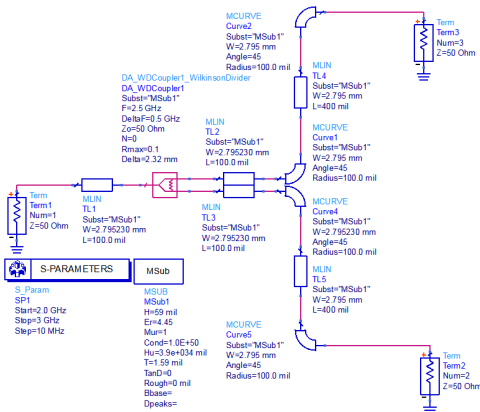 MCURVE
Curve2
Subst="MSub1"
W=2.795 mm
Angle=45
Radius=100.0 mil
Term
Term3
Num=3
Z=50 Ohm
MLIN
TL4
Subst="MSub1"
W=2.795 mm
L=400 mil
DA_WDCoupler1_WilkinsonDivider
DA_WDCoupler1
Subst="MSub1"
F=2.5 GHz
DeltaF=0.5 GHz
Zo=50 Ohm
N=0
Rmax=0.1
Delta=2.32 mm
MLIN
TL2
Subst="MSub1"
W=2.795230 mm
L=100.0 mil
MCURVE
Curve1
Subst="MSub1"
W=2.795 mm
Angle=45
Radius=100.0 mil
Term
Term1
Num=1
Z=50 Ohm
MLIN
TL1
Subst="MSub1"
W=2.795230 mm
L=100.0 mil
MLIN
TL3
Subst="MSub1"
W=2.795230 mm
L=100.0 mil
MCURVE
Curve4
Subst="MSub1"
W=2.795230 mm
Angle=45
Radius=100.0 mil
MLIN
TL5
Subst="MSub1"
W=2.795 mm
L=400 mil
S-PARAMETERS
S_Param
SP1
Start=2.0 GHz
Stop=3 GHz
Step=10 MHz
MSub
MSUB
MSub1
H=59 mil
Er=4.45
Mur=1
Cond=1.0E+50
Hu=3.9e+034 mil
T=1.59 mil
TanD=0
Rough=0 mil
Bbase=
Dpeaks=
MCURVE
Curve5
Subst="MSub1"
W=2.795 mm
Angle=45
Radius=100.0 mil
Term
Term2
Num=2
Z=50 Ohm